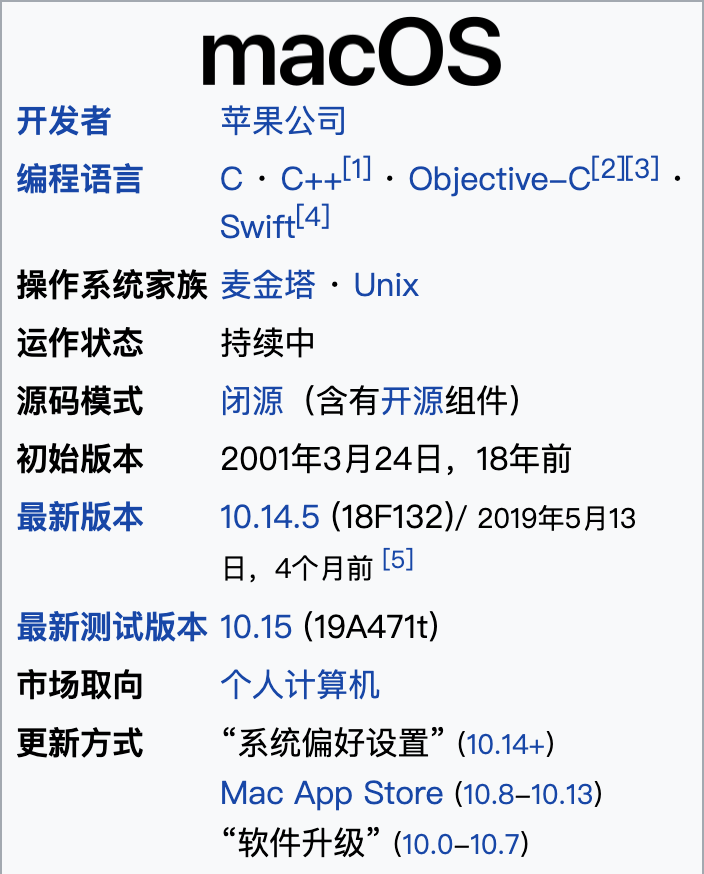 macOS
开发者 苹果公司
编程语言 C · C++[1] · Objective-C[2][3] ·
Swift[4]
操作系统家族 麦金塔 · Unix
运作状态 持续中
源码模式 闭源（含有开源组件）
初始版本 2001年3月24日，18年前
最新版本 10.14.5 (18F132)/ 2019年5月13
日，4个月前 [5]
最新测试版本 10.15 (19A471t)
市场取向 个人计算机
更新方式 “系统偏好设置” (10.14+)
Mac App Store (10.8–10.13)
“软件升级” (10.0–10.7)